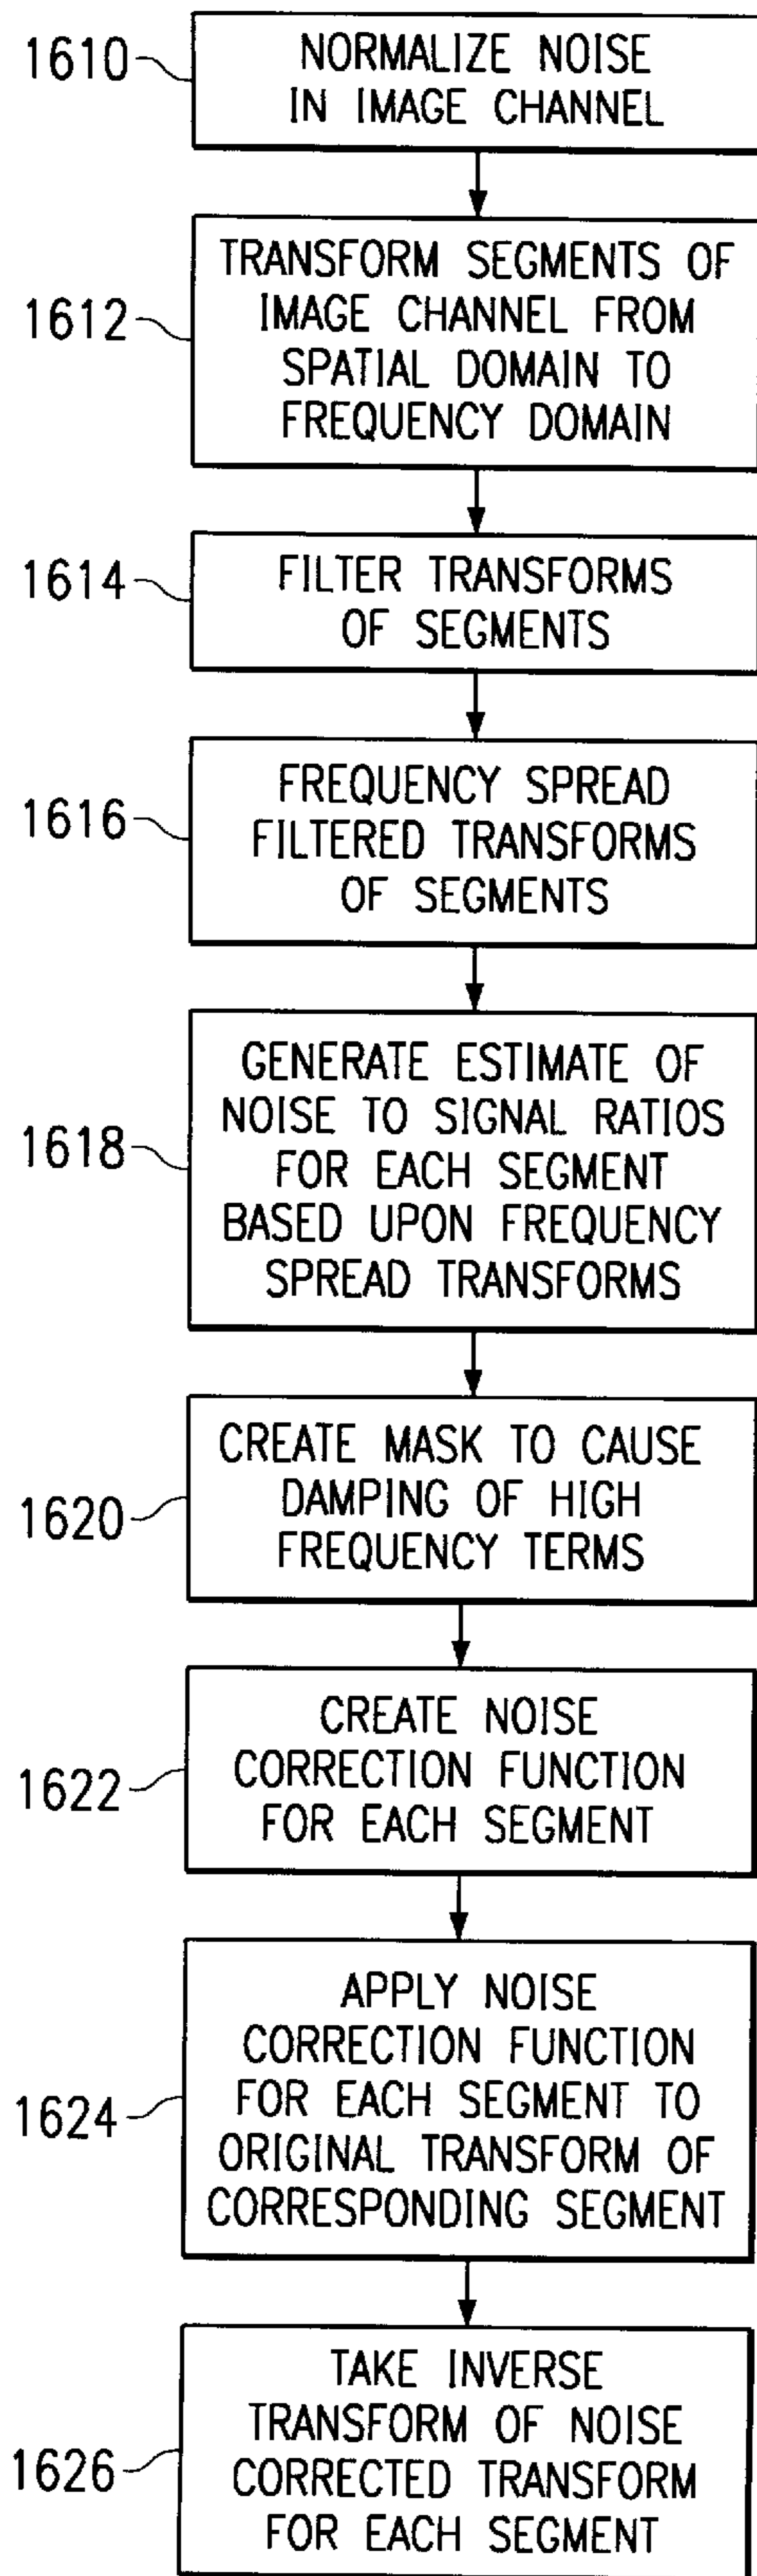 1610
NORMALIZE NOISE
IN IMAGE CHANNEL
1612
TRANSFORM SEGMENTS OF
IMAGE CHANNEL FROM
SPATIAL DOMAIN TO
FREQUENCY DOMAIN
1614
FILTER TRANSFORMS
OF SEGMENTS
1616
FREQUENCY SPREAD
FILTERED TRANSFORMS
OF SEGMENTS
1618
GENERATE ESTIMATE OF
NOISE TO SIGNAL RATIOS
FOR EACH SEGMENT
BASED UPON FREQUENCY
SPREAD TRANSFORMS
1620
CREATE MASK TO CAUSE
DAMPING OF HIGH
FREQUENCY TERMS
1622
CREATE NOISE
CORRECTION FUNCTION
FOR EACH SEGMENT
1624
APPLY NOISE
CORRECTION FUNCTION
FOR EACH SEGMENT TO
ORIGINAL TRANSFORM OF
CORRESPONDING SEGMENT
1626
TAKE INVERSE
TRANSFORM OF NOISE
CORRECTED TRANSFORM
FOR EACH SEGMENT